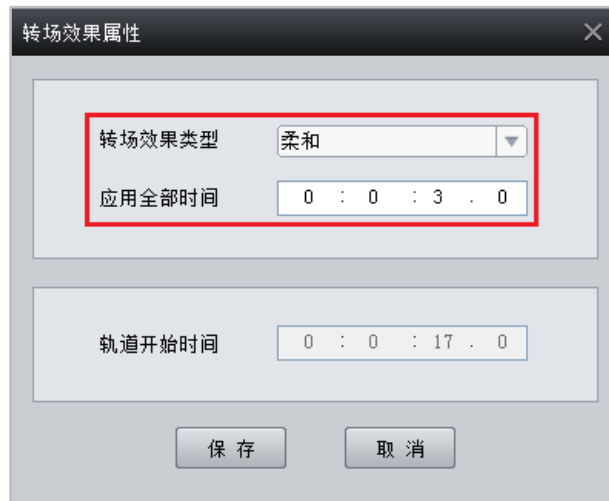 转场效果属性
转场效果类型 柔和
应用全部时间 0 : 0 : 3 . 0
轨道开始时间 0 : 0 : 17 . 0
保 存 取 消